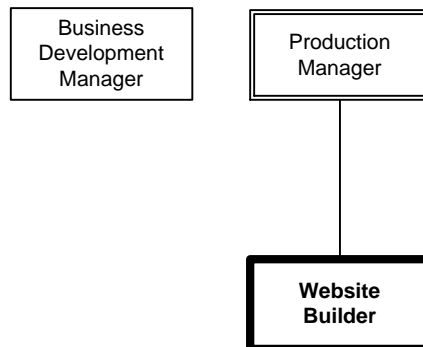 Business
Development
Manager
Production
Manager
Website
Builder